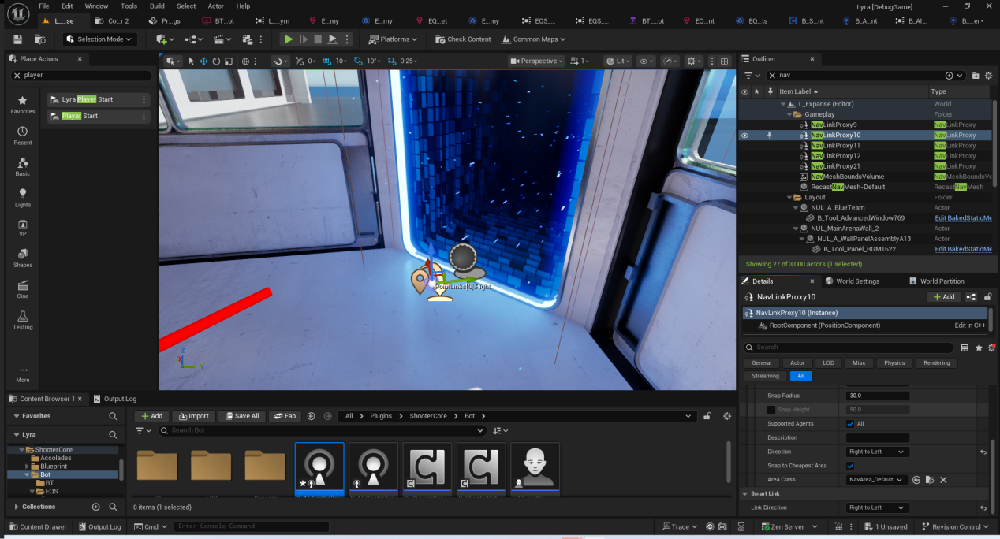 File Edit Window Tools Build Select Actor Help
Lyra [DebugGame]
L_...se Co...r 2 Pr...gs BT...ot L_...ym E...my E...my EQ...et E...my EQS_... EQS_... BT_...ot EQ...nt EQ...ts B_S...nt B_A...nt B_AI... B_...er•
Selection Mode Platforms Check Content Common Maps
Place Actors
player
Favorites
Recent
Basic
Lights
VP
Shapes
Cine
Testing
More
Lyra Player Start
Player Start
0 10 10° 0.25 Perspective 1 Lit
PointLinks[0].Right
Z
X
Y
Outliner
nav
Item Label Type
L_Expanse (Editor) World
Gameplay Folder
NavLinkProxy9 NavLinkProxy
NavLinkProxy10 NavLinkProxy
NavLinkProxy11 NavLinkProxy
NavLinkProxy12 NavLinkProxy
NavLinkProxy21 NavLinkProxy
NavMeshBoundsVolume NavMeshBoundsVo
RecastNavMesh-Default RecastNavMesh
Layout Folder
NUL_A_BlueTeam Actor
B_Tool_AdvancedWindow769 Edit BakedStaticMe
NUL_MainArenaWall_2 Actor
NUL_A_WallPanelAssemblyA13 Actor
B_Tool_Panel_BGM1622 Edit BakedStaticMe
Showing 27 of 3,000 actors (1 selected)
Details World Settings World Partition
NavLinkProxy10 Add
NavLinkProxy10 (Instance)
RootComponent (PositionComponent) Edit in C++
Search
General Actor LOD Misc Physics Rendering
Streaming All
Snap Radius 30.0
Snap Height 50.0
Supported Agents All
Description
Direction Right to Left
Snap to Cheapest Area
Area Class NavArea_Default
Smart Link
Link Direction Right to Left
Content Browser 1 Output Log
Favorites
Lyra
ShooterCore
Accolades
Blueprint
Bot
BT
EQS
Collections
Add Import Save All Fab All Plugins ShooterCore Bot
Search Bot
8 items (1 selected)
Content Drawer Output Log Cmd Enter Console Command Trace Zen Server 1 Unsaved Revision Control